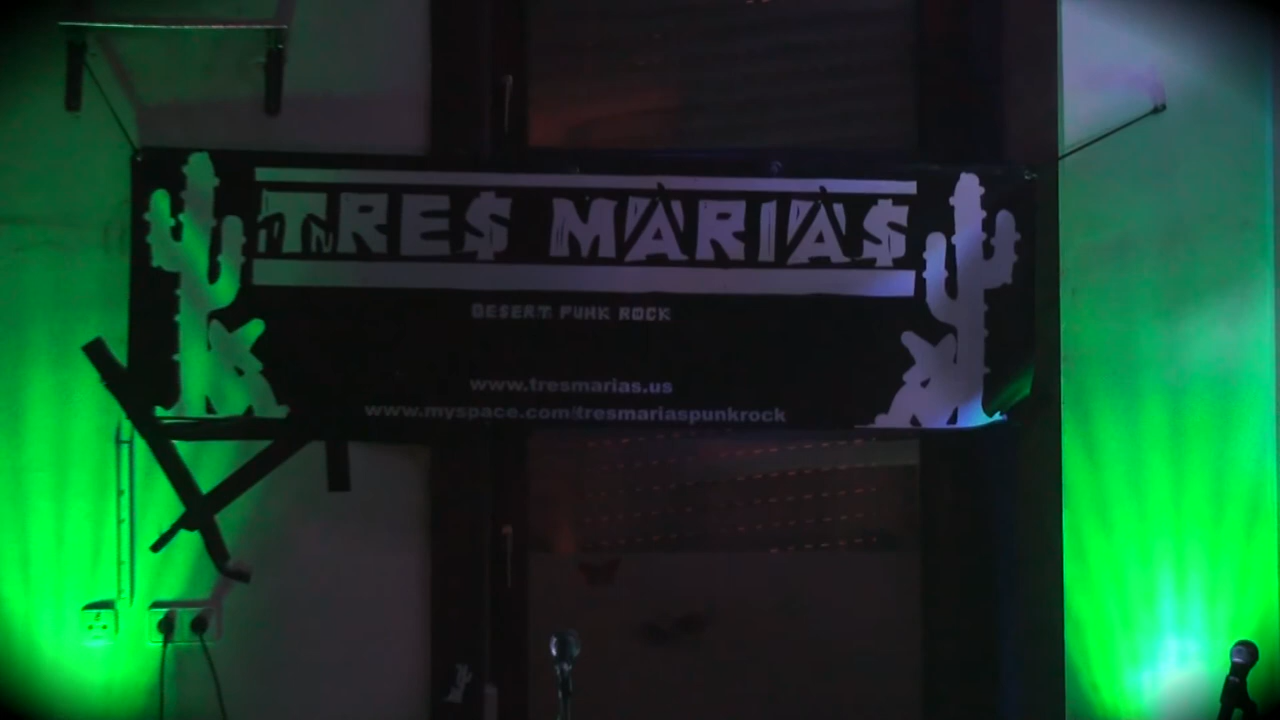 TRE$ MARIA$
DESERT PUNK ROCK
www.tresmarias.us
www.myspace.com/tresmariaspunkrock